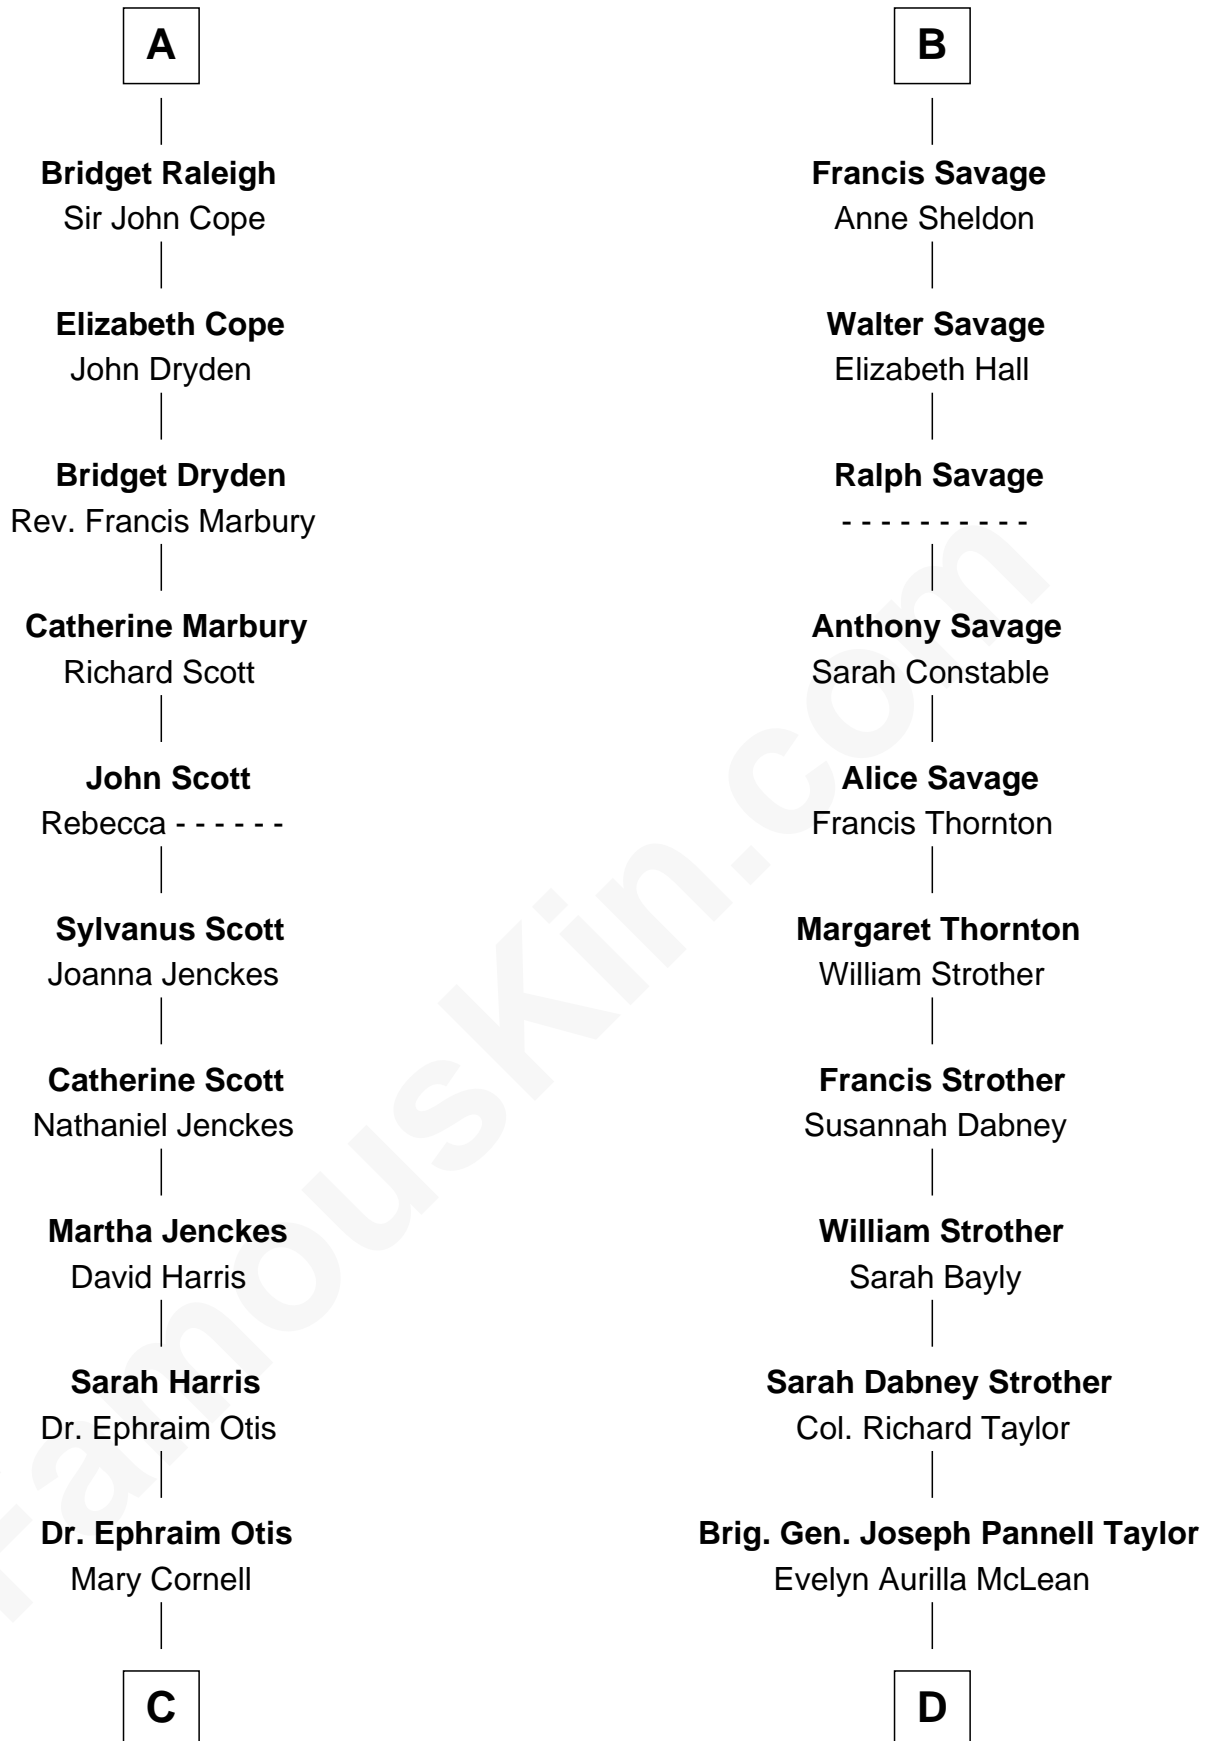 A
Bridget Raleigh
Sir John Cope
Elizabeth Cope
John Dryden
Bridget Dryden
Rev. Francis Marbury
Catherine Marbury
Richard Scott
John Scott
Rebecca - - - - - -
Sylvanus Scott
Joanna Jenckes
Catherine Scott
Nathaniel Jenckes
Martha Jenckes
David Harris
Sarah Harris
Dr. Ephraim Otis
Dr. Ephraim Otis
Mary Cornell
C
B
Francis Savage
Anne Sheldon
Walter Savage
Elizabeth Hall
Ralph Savage
- - - - - - - - - -
Anthony Savage
Sarah Constable
Alice Savage
Francis Thornton
Margaret Thornton
William Strother
Francis Strother
Susannah Dabney
William Strother
Sarah Bayly
Sarah Dabney Strother
Col. Richard Taylor
Brig. Gen. Joseph Pannell Taylor
Evelyn Aurilla McLean
D
FamousKin.com